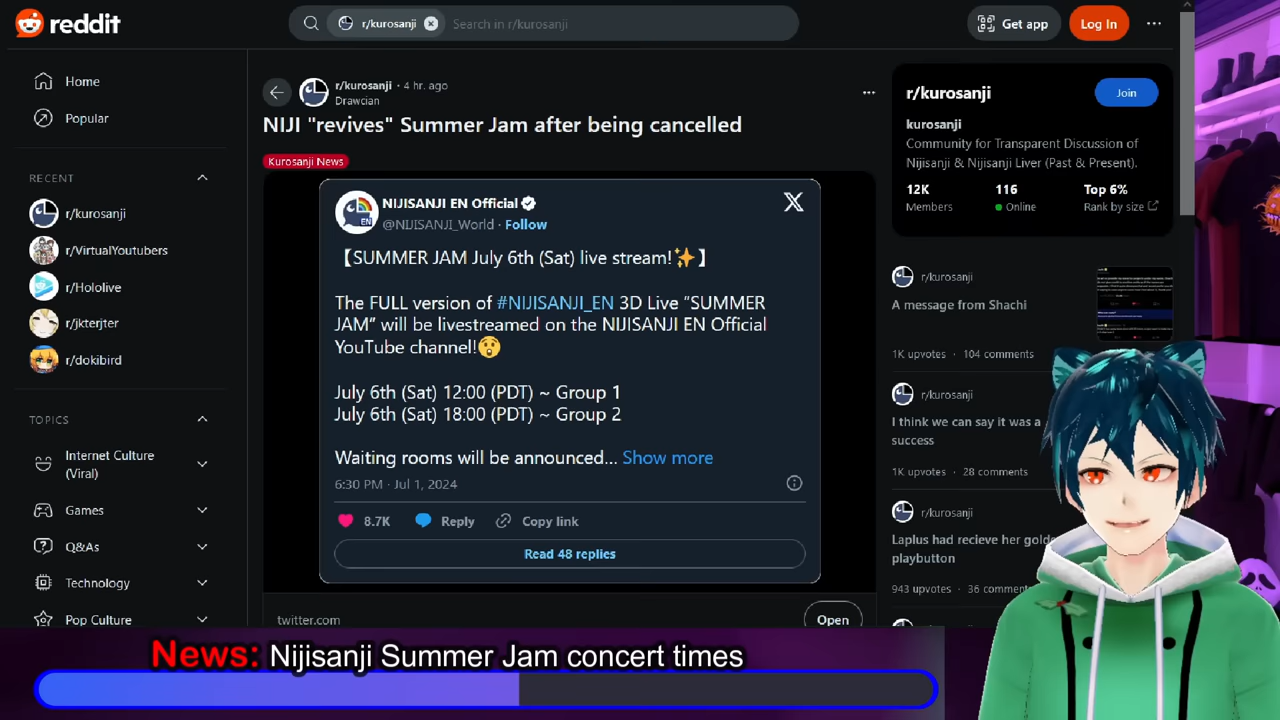 reddit
r/kurosanji
Search in r/kurosanji
Get app
Log In
Home
Popular
RECENT
r/kurosanji
r/VirtualYoutubers
r/Hololive
r/jkterjter
r/dokibird
TOPICS
Internet Culture
(Viral)
Games
Q&As
Technology
Pop Culture
r/kurosanji • 4 hr. ago
Drawcian
NIJI "revives" Summer Jam after being cancelled
Kurosanji News
NIJISANJI EN Official
@NIJISANJI_World · Follow
【SUMMER JAM July 6th (Sat) live stream!✨】
The FULL version of #NIJISANJI_EN 3D Live “SUMMER
JAM” will be livestreamed on the NIJISANJI EN Official
YouTube channel!😲
July 6th (Sat) 12:00 (PDT) ~ Group 1
July 6th (Sat) 18:00 (PDT) ~ Group 2
Waiting rooms will be announced... Show more
6:30 PM · Jul 1, 2024
8.7K
Reply
Copy link
Read 48 replies
twitter.com
Open
r/kurosanji
Join
kurosanji
Community for Transparent Discussion of
Nijisanji & Nijisanji Liver (Past & Present).
12K
Members
116
Online
Top 6%
Rank by size
r/kurosanji
A message from Shachi
1K upvotes · 104 comments
r/kurosanji
I think we can say it was a
success
1K upvotes · 28 comments
r/kurosanji
Laplus had recieve her
playbutton
943 upvotes · 36
News: Nijisanji Summer Jam concert times